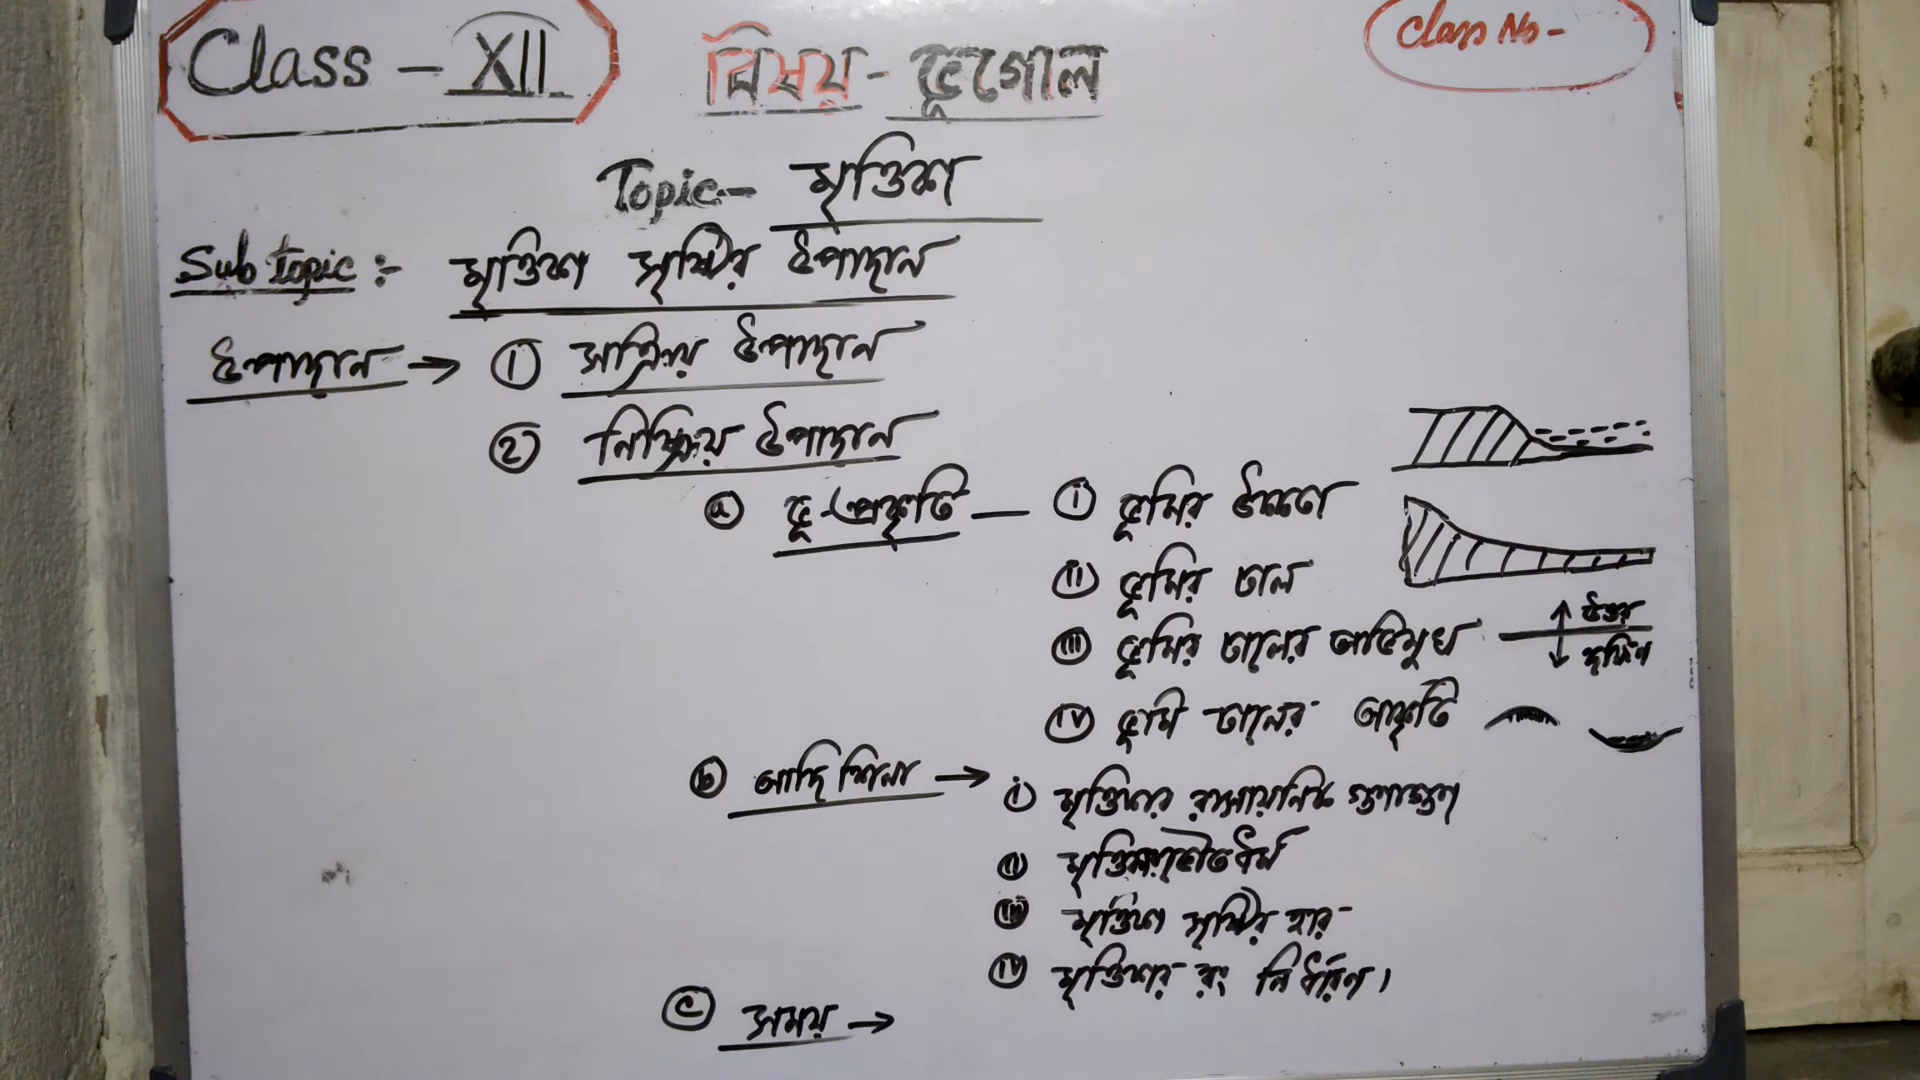 Class - XII
বিষয় - ভূগোল
Class No -
Topic - মৃত্তিকা
Sub topic :- মৃত্তিকা সৃষ্টির উপাদান
উপাদান → ① সক্রিয় উপাদান
② নিষ্ক্রিয় উপাদান
ⓐ ভূ-প্রকৃতি — ⓘ ভূমির উচ্চতা
ii ভূমির ঢাল
iii ভূমির ঢালের অভিমুখ
উত্তর
দক্ষিণ
iv ভূমি ঢালের আকৃতি
ⓑ আদি শিলা → i মৃত্তিকার রাসায়নিক গুণাগুণ
ii মৃত্তিকার ভৌত ধর্ম
iii মৃত্তিকা সৃষ্টির হার
iv মৃত্তিকার রং নির্ধারণ।
ⓒ সময় →